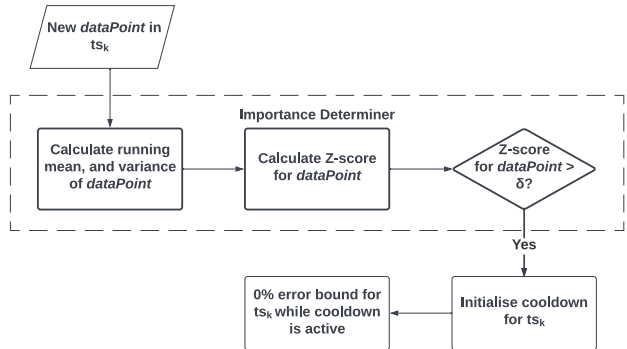 New dataPoint in
tsₖ
Importance Determiner
Calculate running
mean, and variance
of dataPoint
Calculate Z-score
for dataPoint
Z-score
for dataPoint >
δ?
Yes
0% error bound for
tsₖ while cooldown
is active
Initialise cooldown
for tsₖ